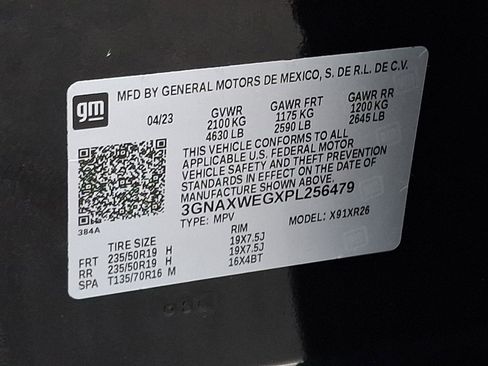 gm
MFD BY GENERAL MOTORS DE MEXICO, S. DE R.L. DE C.V.
04/23 GVWR GAWR FRT GAWR RR
2100 KG 1175 KG 1200 KG
4630 LB 2590 LB 2645 LB
THIS VEHICLE CONFORMS TO ALL
APPLICABLE U.S. FEDERAL MOTOR
VEHICLE SAFETY AND THEFT PREVENTION
STANDARDS IN EFFECT ON THE DATE OF
MANUFACTURE SHOWN ABOVE.
3GNAXWEGXPL256479
384A TYPE: MPV MODEL: X91XR26
TIRE SIZE RIM
FRT 235/50R19 H 19X7.5J
RR 235/50R19 H 19X7.5J
SPA T135/70R16 M 16X4BT